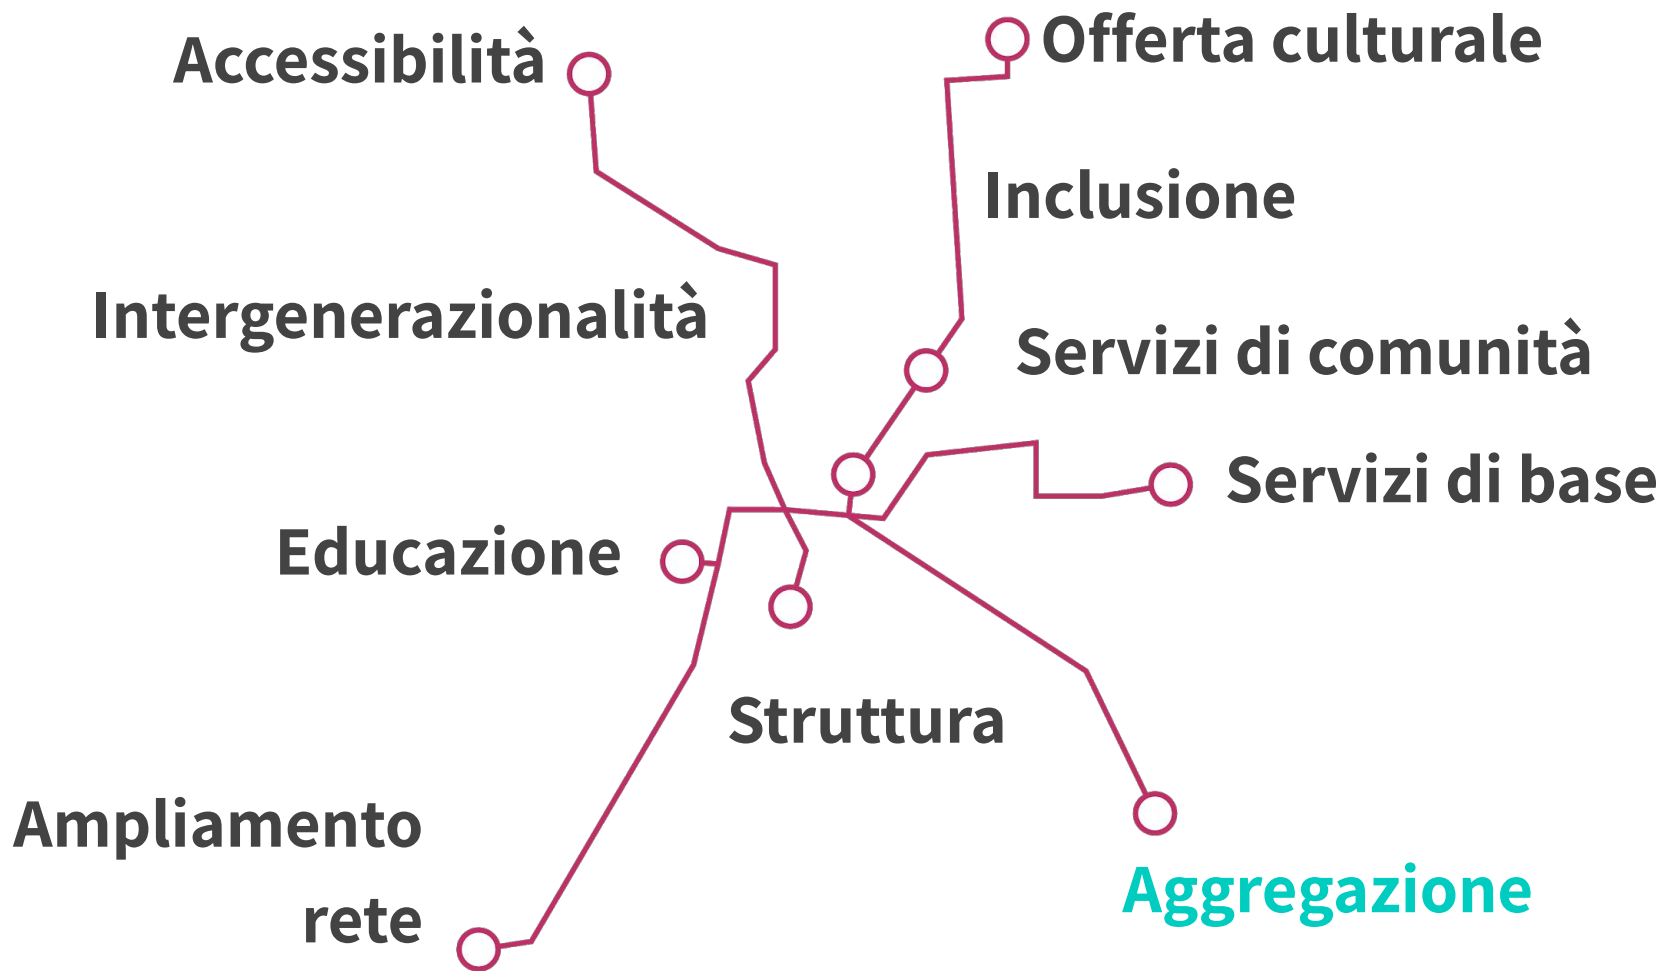 Accessibilità
Offerta culturale
Inclusione
Intergenerazionalità
Servizi di comunità
Servizi di base
Educazione
Struttura
Ampliamento
rete
Aggregazione